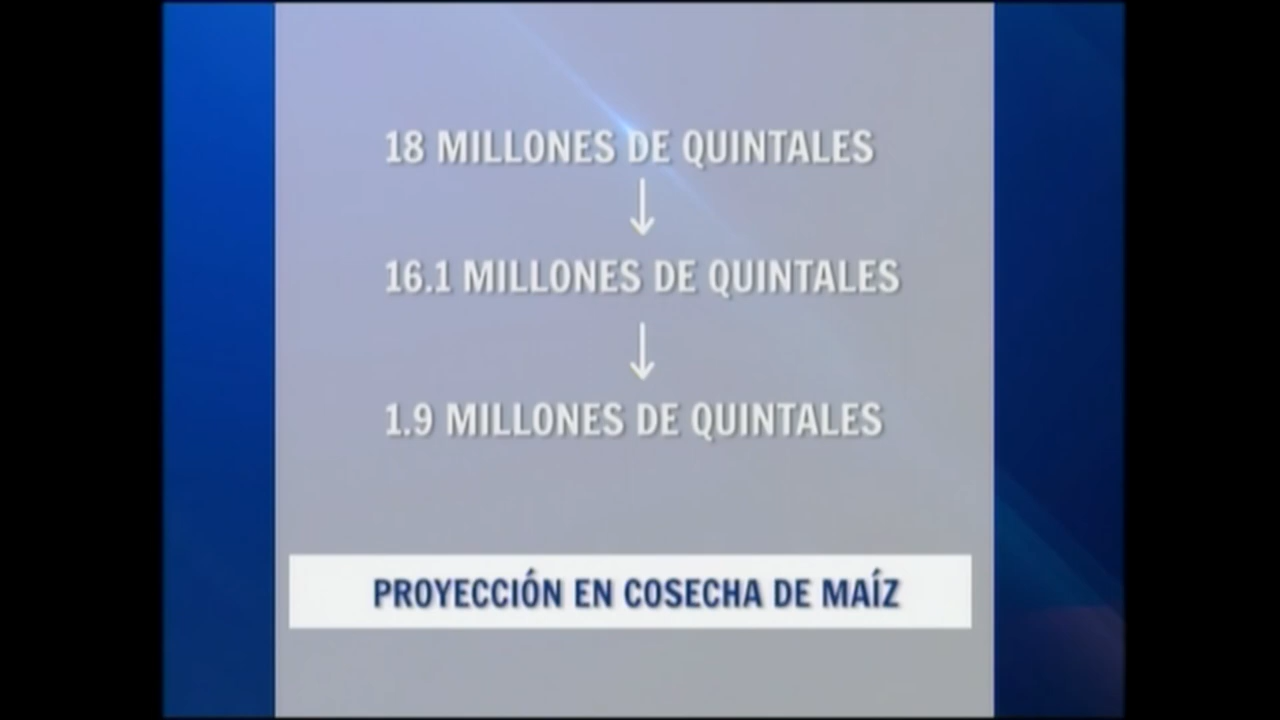 18 MILLONES DE QUINTALES
16.1 MILLONES DE QUINTALES
1.9 MILLONES DE QUINTALES
PROYECCIÓN EN COSECHA DE MAÍZ